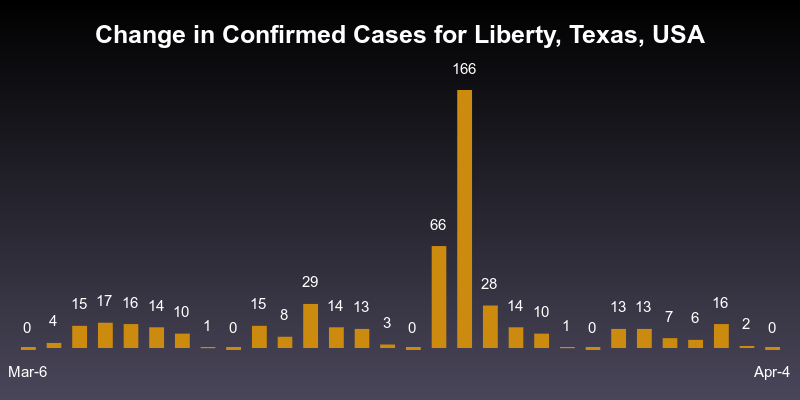 Change in Confirmed Cases for Liberty, Texas, USA
166
66
29
28
15 17 16 14 10 15 14 13 14 10 13 13 16
0 4 1 0 8 3 0 1 0 7 6 2 0
Mar-6 Apr-4